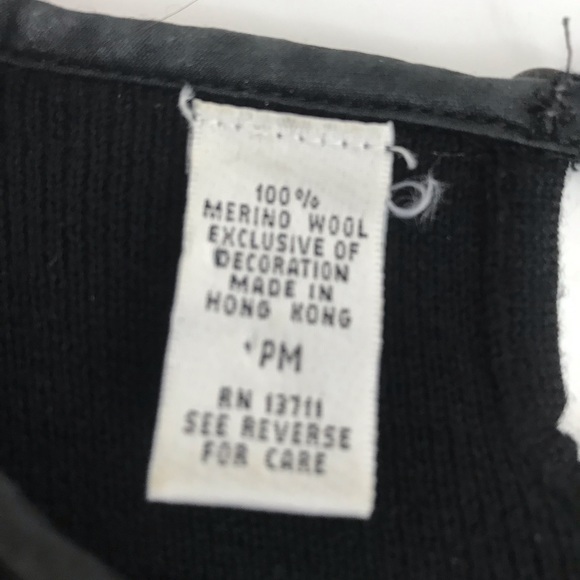 100%
MERINO WOOL
EXCLUSIVE OF
DECORATION
MADE IN
HONG KONG
PM
RN 13711
SEE REVERSE
FOR CARE